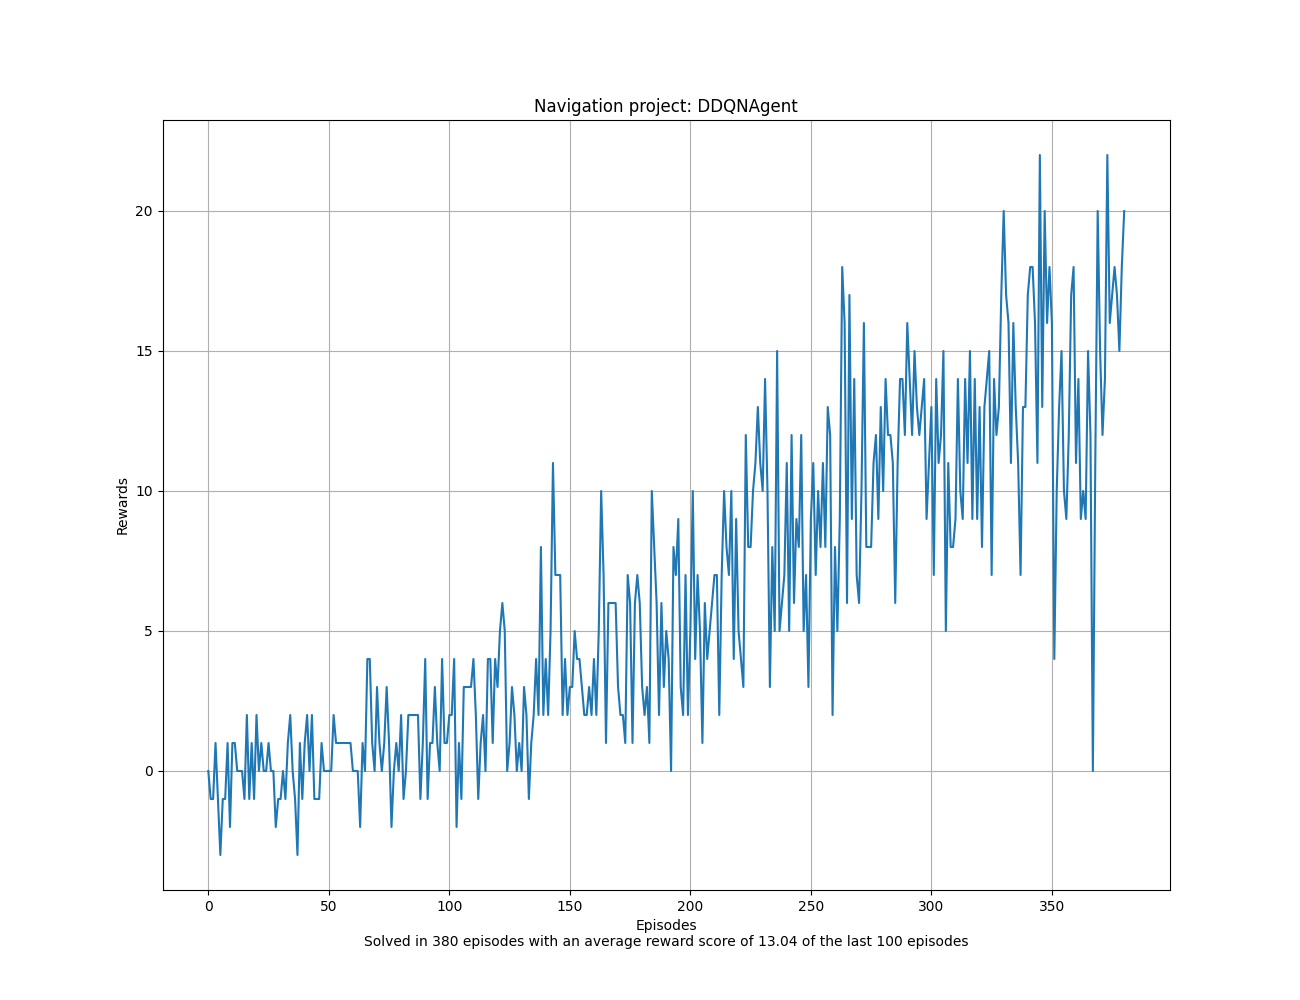 Navigation project: DDQNAgent
20
15
10
5
0
Rewards
0 50 100 150 200 250 300 350
Episodes
Solved in 380 episodes with an average reward score of 13.04 of the last 100 episodes